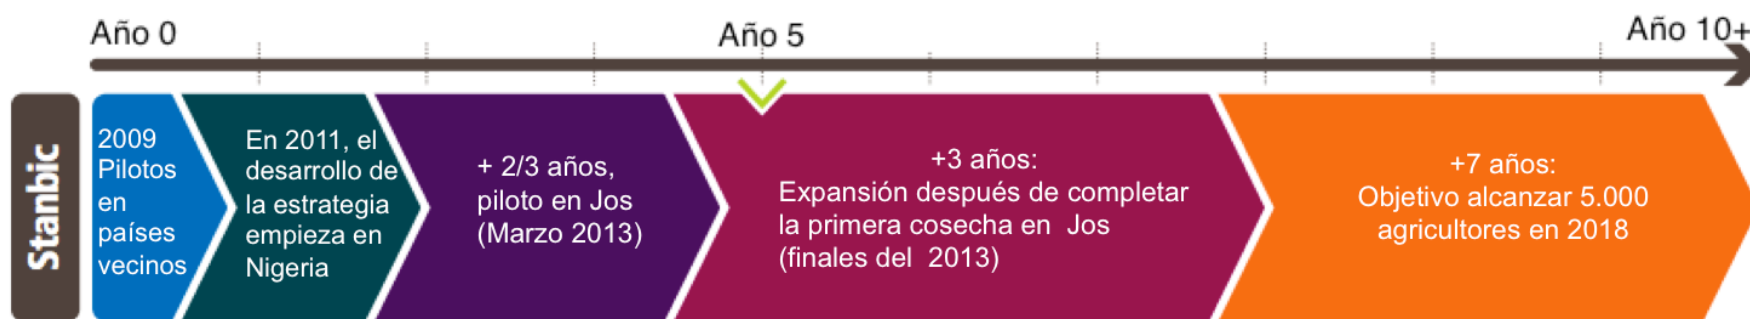 Año 0
Año 5
Año 10+
Stanbic
2009
Pilotos
en
países
vecinos
En 2011, el
desarrollo de
la estrategia
empieza en
Nigeria
+ 2/3 años,
piloto en Jos
(Marzo 2013)
+3 años:
Expansión después de completar
la primera cosecha en Jos
(finales del 2013)
+7 años:
Objetivo alcanzar 5.000
agricultores en 2018